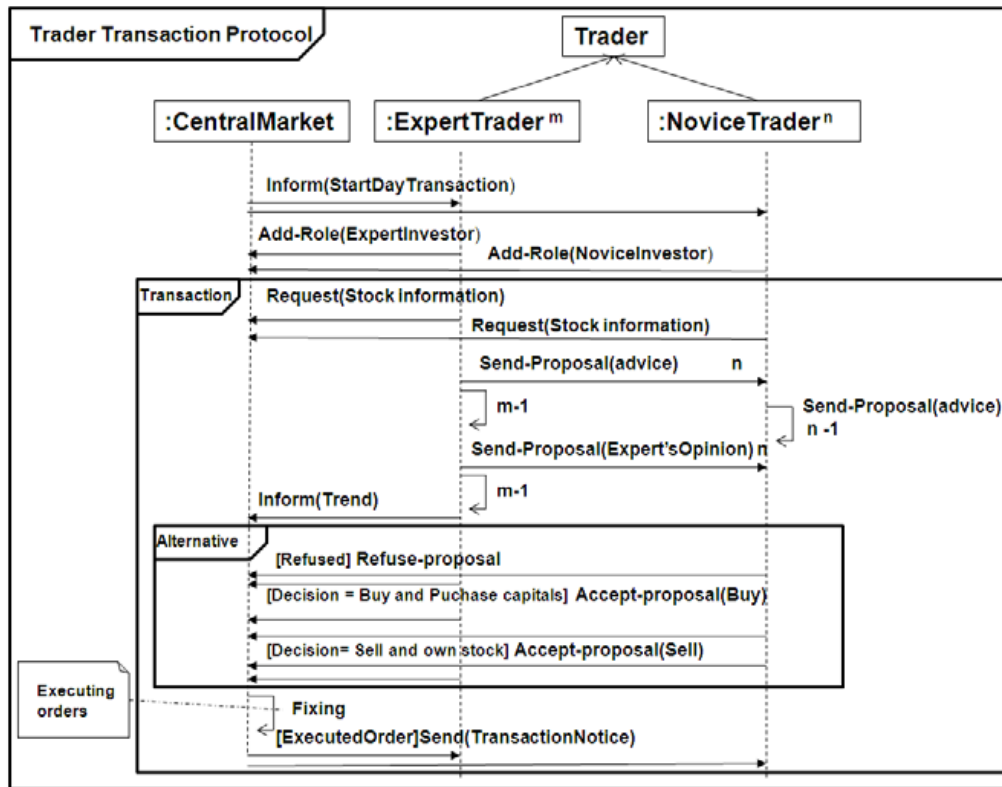 Trader Transaction Protocol
Trader
:CentralMarket
:ExpertTrader m
:NoviceTrader n
Inform(StartDayTransaction)
Add-Role(ExpertInvestor)
Add-Role(NoviceInvestor)
Transaction
Request(Stock information)
Request(Stock information)
Send-Proposal(advice) n
m-1
Send-Proposal(advice)
n -1
Send-Proposal(Expert'sOpinion) n
m-1
Inform(Trend)
Alternative
[Refused] Refuse-proposal
[Decision = Buy and Puchase capitals] Accept-proposal(Buy)
[Decision= Sell and own stock] Accept-proposal(Sell)
Executing
orders
Fixing
[ExecutedOrder]Send(TransactionNotice)